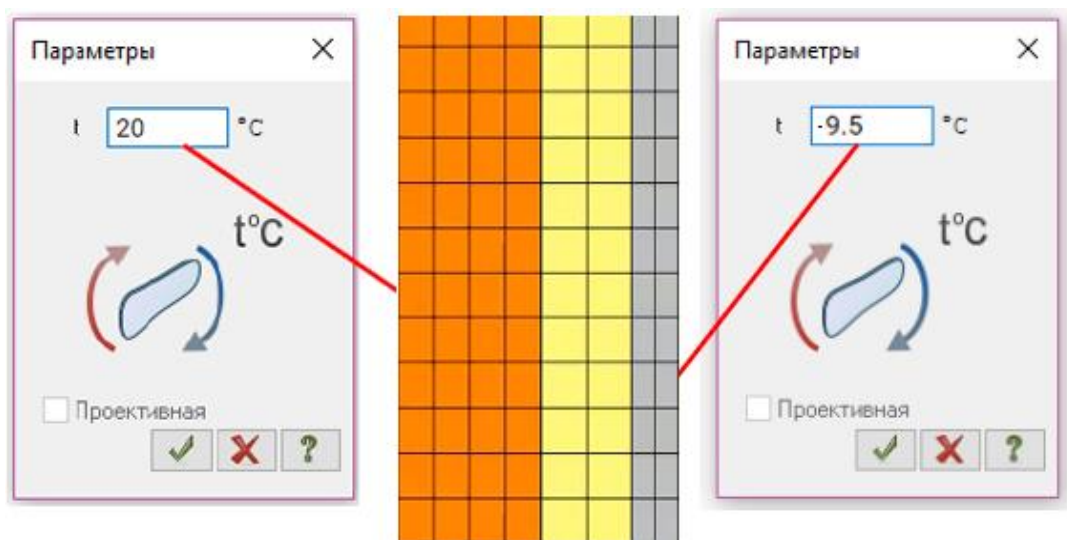 Параметры
t 20 °C
t°C
Проективная
?
Параметры
t -9.5 °C
t°C
Проективная
?